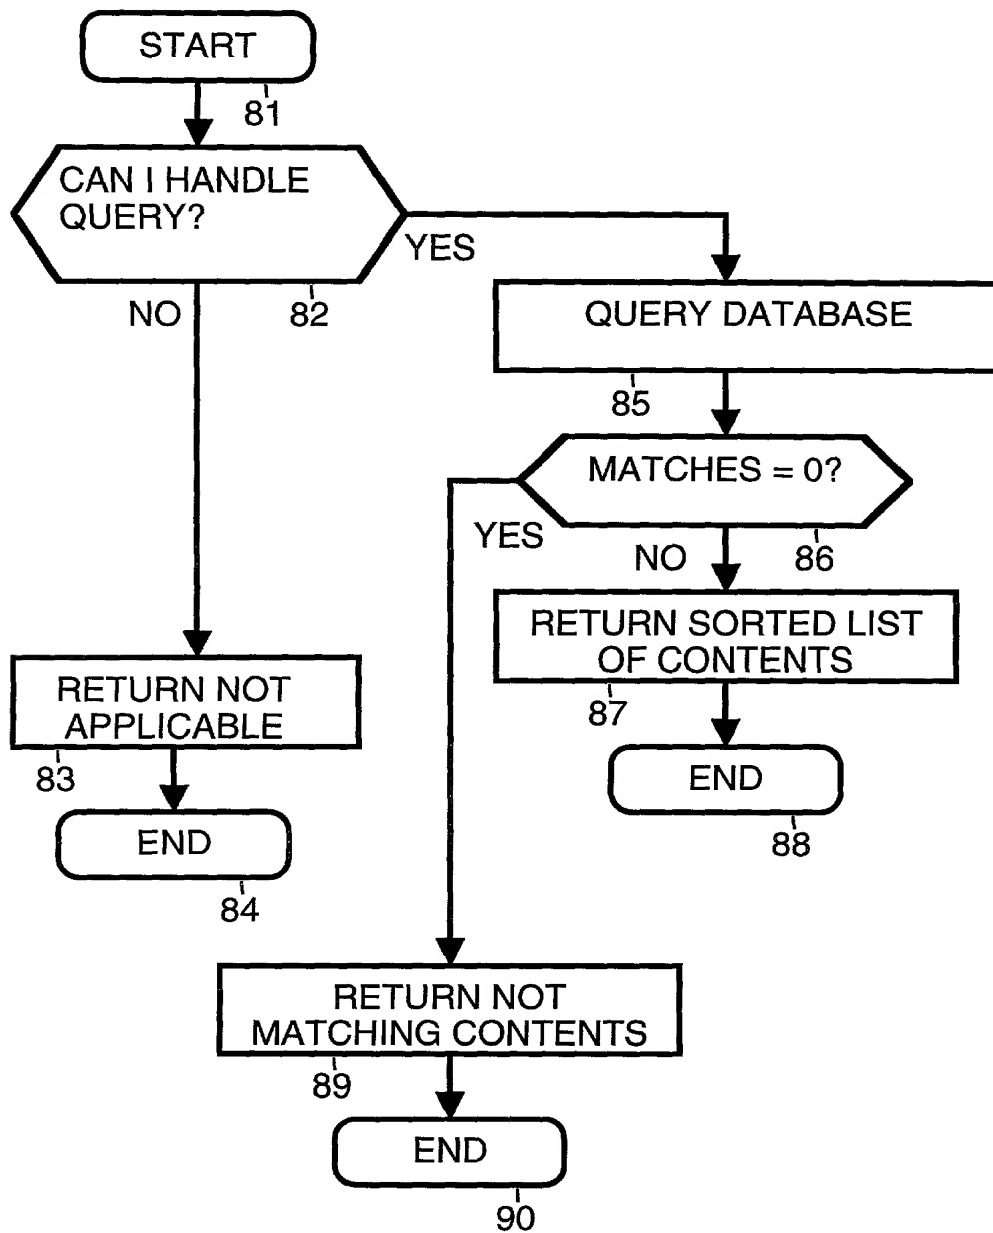 START
81
CAN I HANDLE
QUERY?
YES
NO
82
QUERY DATABASE
85
MATCHES = 0?
YES
NO
86
RETURN SORTED LIST
OF CONTENTS
87
RETURN NOT
APPLICABLE
83
END
88
END
84
RETURN NOT
MATCHING CONTENTS
89
END
90